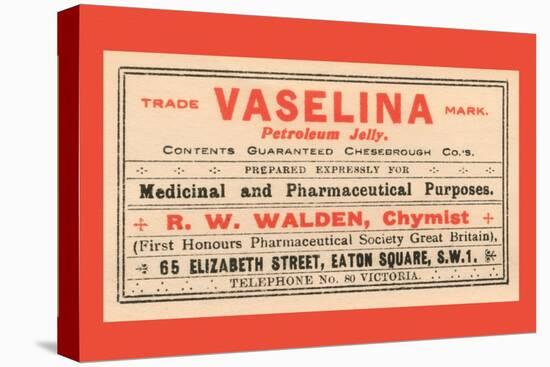 TRADE VASELINA MARK.
Petroleum Jelly.
CONTENTS GUARANTEED CHESEBROUGH CO.'S.
PREPARED EXPRESSLY FOR
Medicinal and Pharmaceutical Purposes.
R. W. WALDEN, Chymist
(First Honours Pharmaceutical Society Great Britain),
65 ELIZABETH STREET, EATON SQUARE, S.W.1.
TELEPHONE No. 80 VICTORIA.